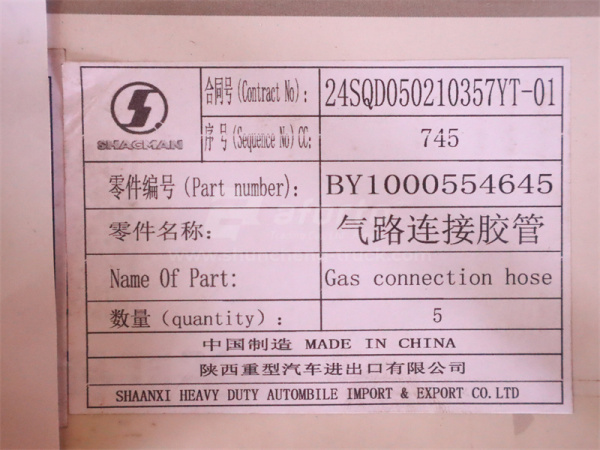 SHACMAN
合同号(Contract No): 24SQD050210357YT-01
序 号(Sequence No) CC: 745
零件编号(Part number): BY1000554645
零件名称: 气路连接胶管
Name Of Part: Gas connection hose
数量(quantity): 5
中国制造 MADE IN CHINA
陕西重型汽车进出口有限公司
SHAANXI HEAVY DUTY AUTOMBILE IMPORT & EXPORT CO.LTD